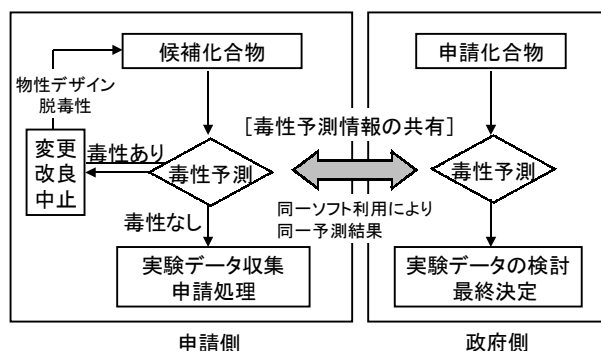 候補化合物
物性デザイン
脱毒性
変更
改良
中止
毒性あり
毒性予測
毒性なし
実験データ収集
申請処理
申請側
[毒性予測情報の共有]
同一ソフト利用により
同一予測結果
申請化合物
毒性予測
実験データの検討
最終決定
政府側